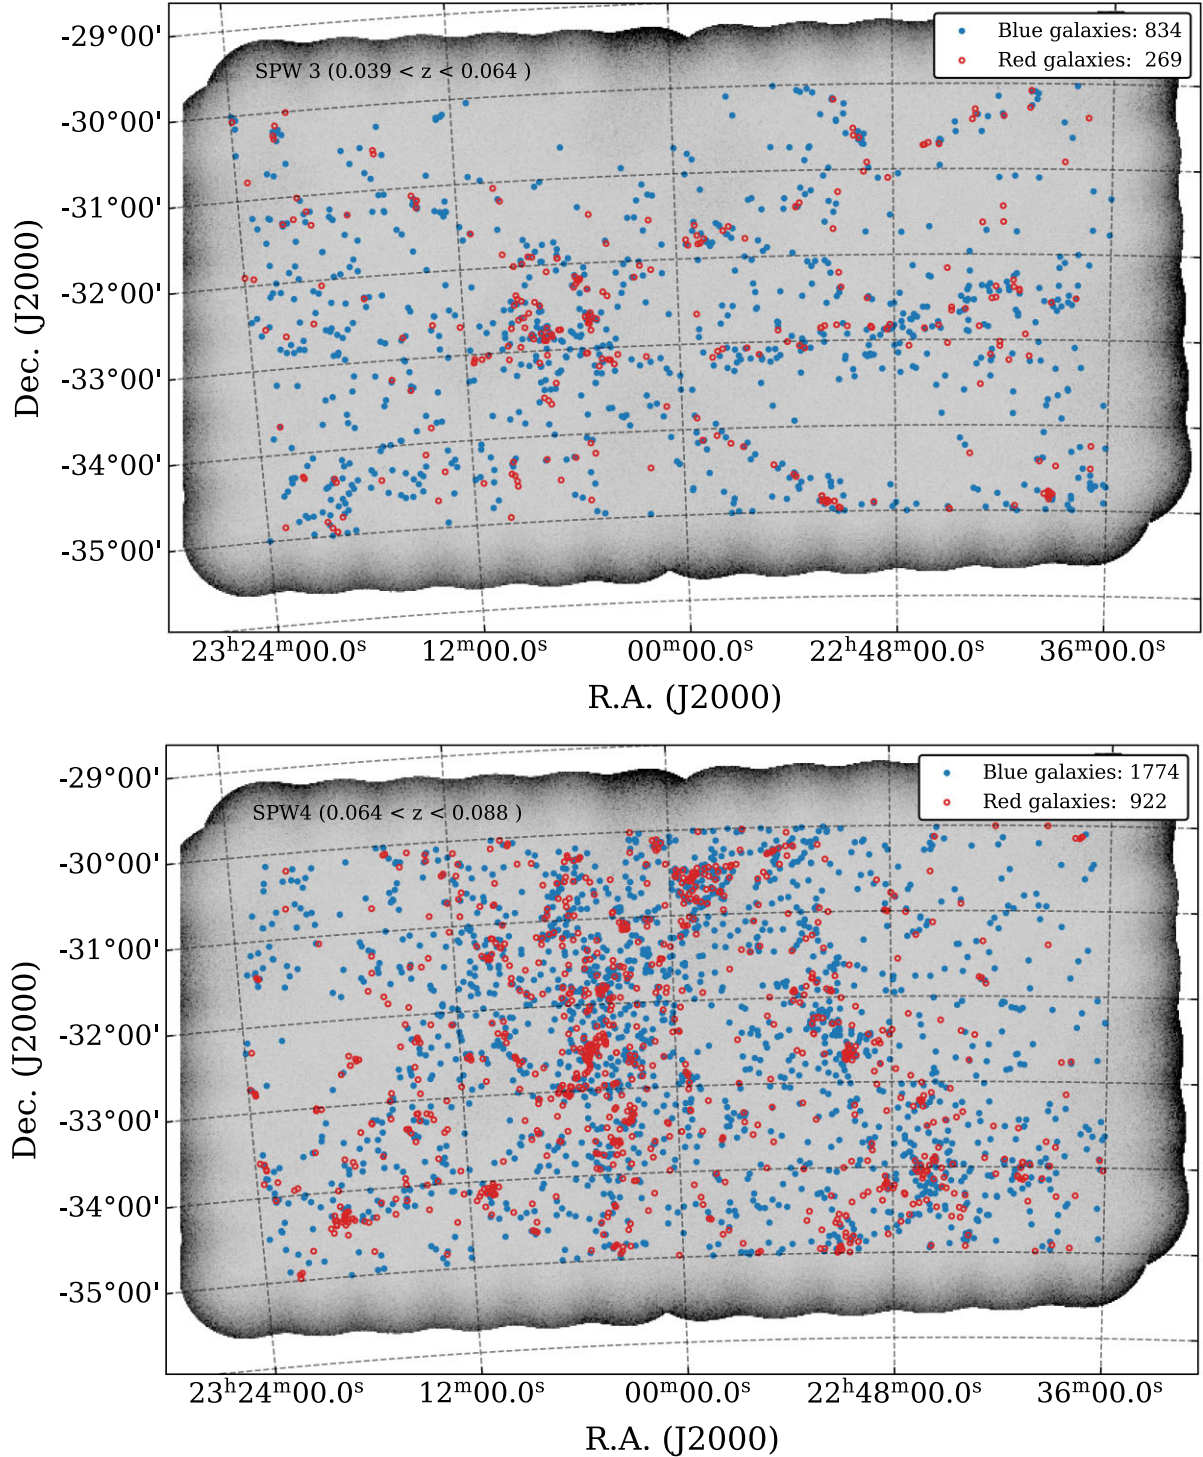 Blue galaxies: 834
Red galaxies: 269
SPW 3 (0.039 < z < 0.064 )
-29°00'
-30°00'
-31°00'
-32°00'
-33°00'
-34°00'
-35°00'
Dec. (J2000)
23ʰ24ᵐ00.0ˢ 12ᵐ00.0ˢ 00ᵐ00.0ˢ 22ʰ48ᵐ00.0ˢ 36ᵐ00.0ˢ
R.A. (J2000)
Blue galaxies: 1774
Red galaxies: 922
SPW4 (0.064 < z < 0.088 )
-29°00'
-30°00'
-31°00'
-32°00'
-33°00'
-34°00'
-35°00'
Dec. (J2000)
23ʰ24ᵐ00.0ˢ 12ᵐ00.0ˢ 00ᵐ00.0ˢ 22ʰ48ᵐ00.0ˢ 36ᵐ00.0ˢ
R.A. (J2000)